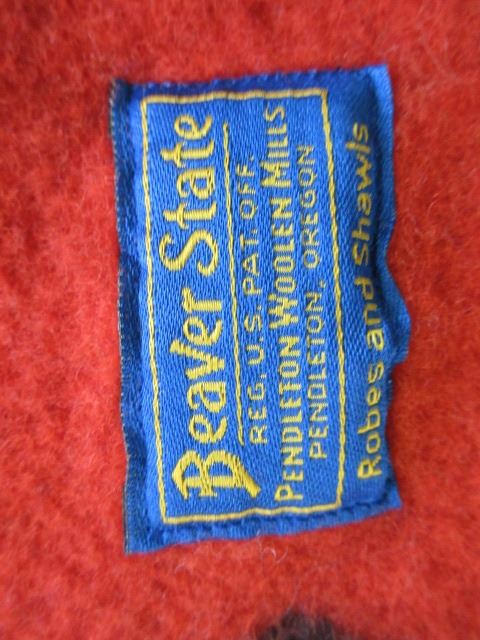 Beaver State
REG. U.S. PAT. OFF.
PENDLETON WOOLEN MILLS
PENDLETON, OREGON
Robes and Shawls